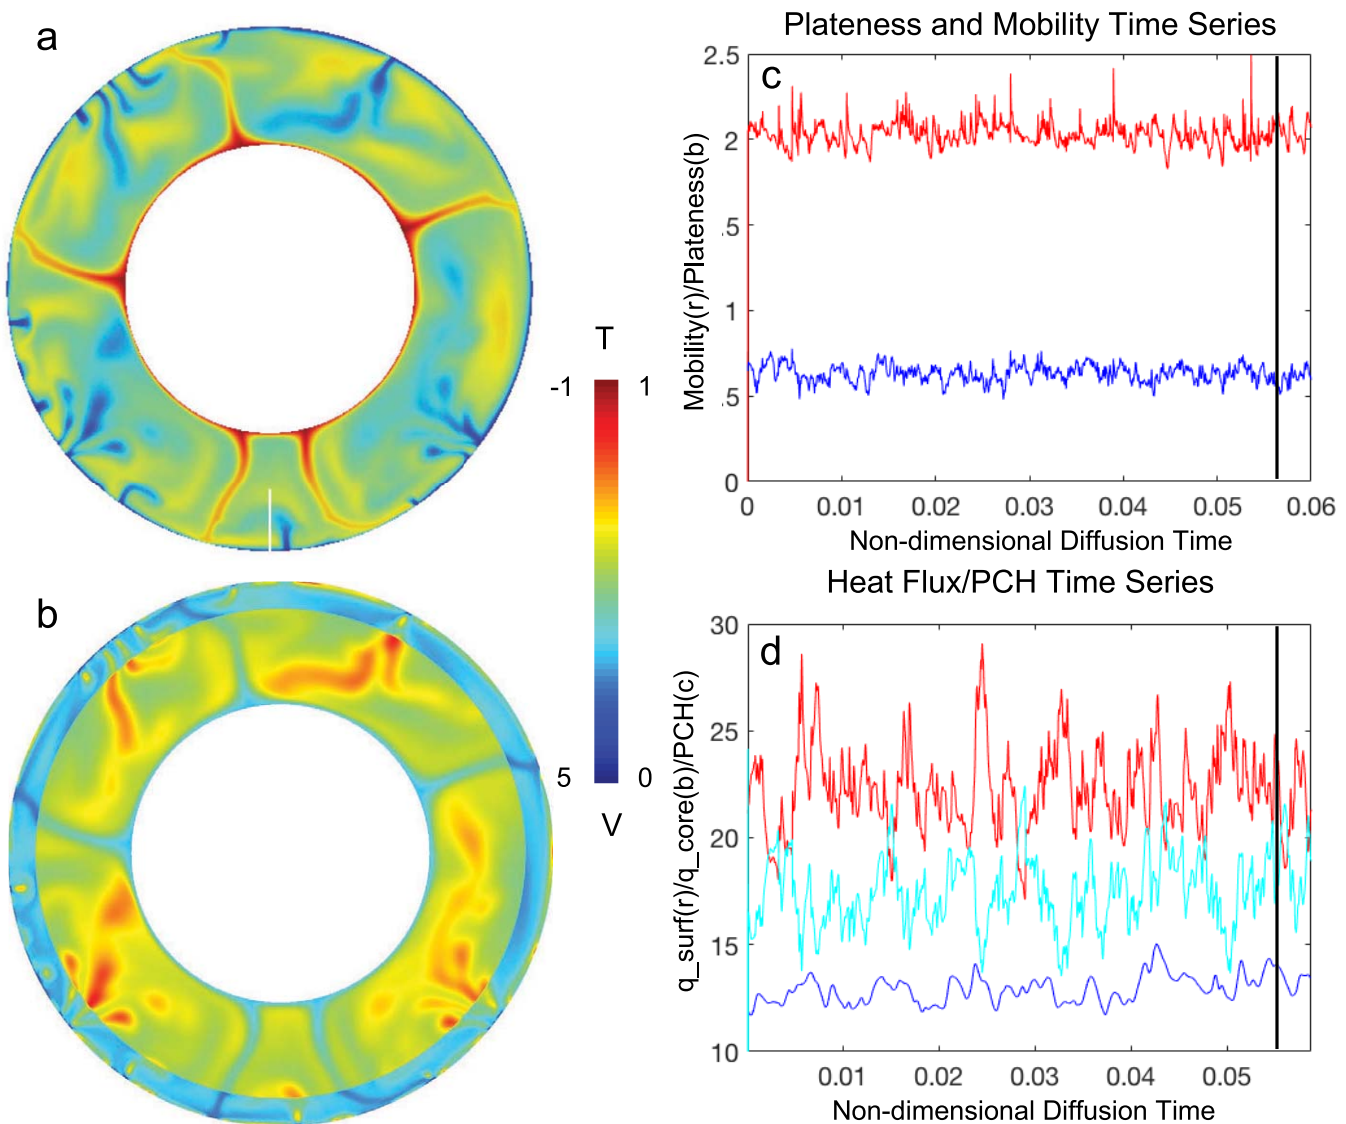 a
b
T
-1 1
5 0
V
Plateness and Mobility Time Series
c
Mobility(r)/Plateness(b)
2.5
2
.5
1
.5
0
0 0.01 0.02 0.03 0.04 0.05 0.06
Non-dimensional Diffusion Time
Heat Flux/PCH Time Series
d
q_surf(r)/q_core(b)/PCH(c)
30
25
20
15
10
0.01 0.02 0.03 0.04 0.05
Non-dimensional Diffusion Time